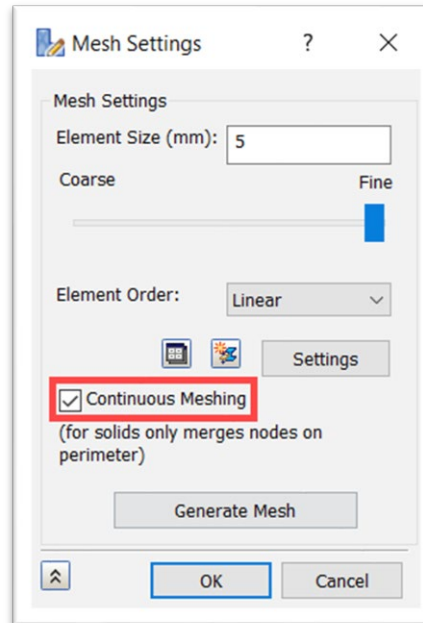 Mesh Settings
?
Mesh Settings
Element Size (mm): 5
Coarse Fine
Element Order: Linear
Settings
Continuous Meshing
(for solids only merges nodes on
perimeter)
Generate Mesh
OK Cancel